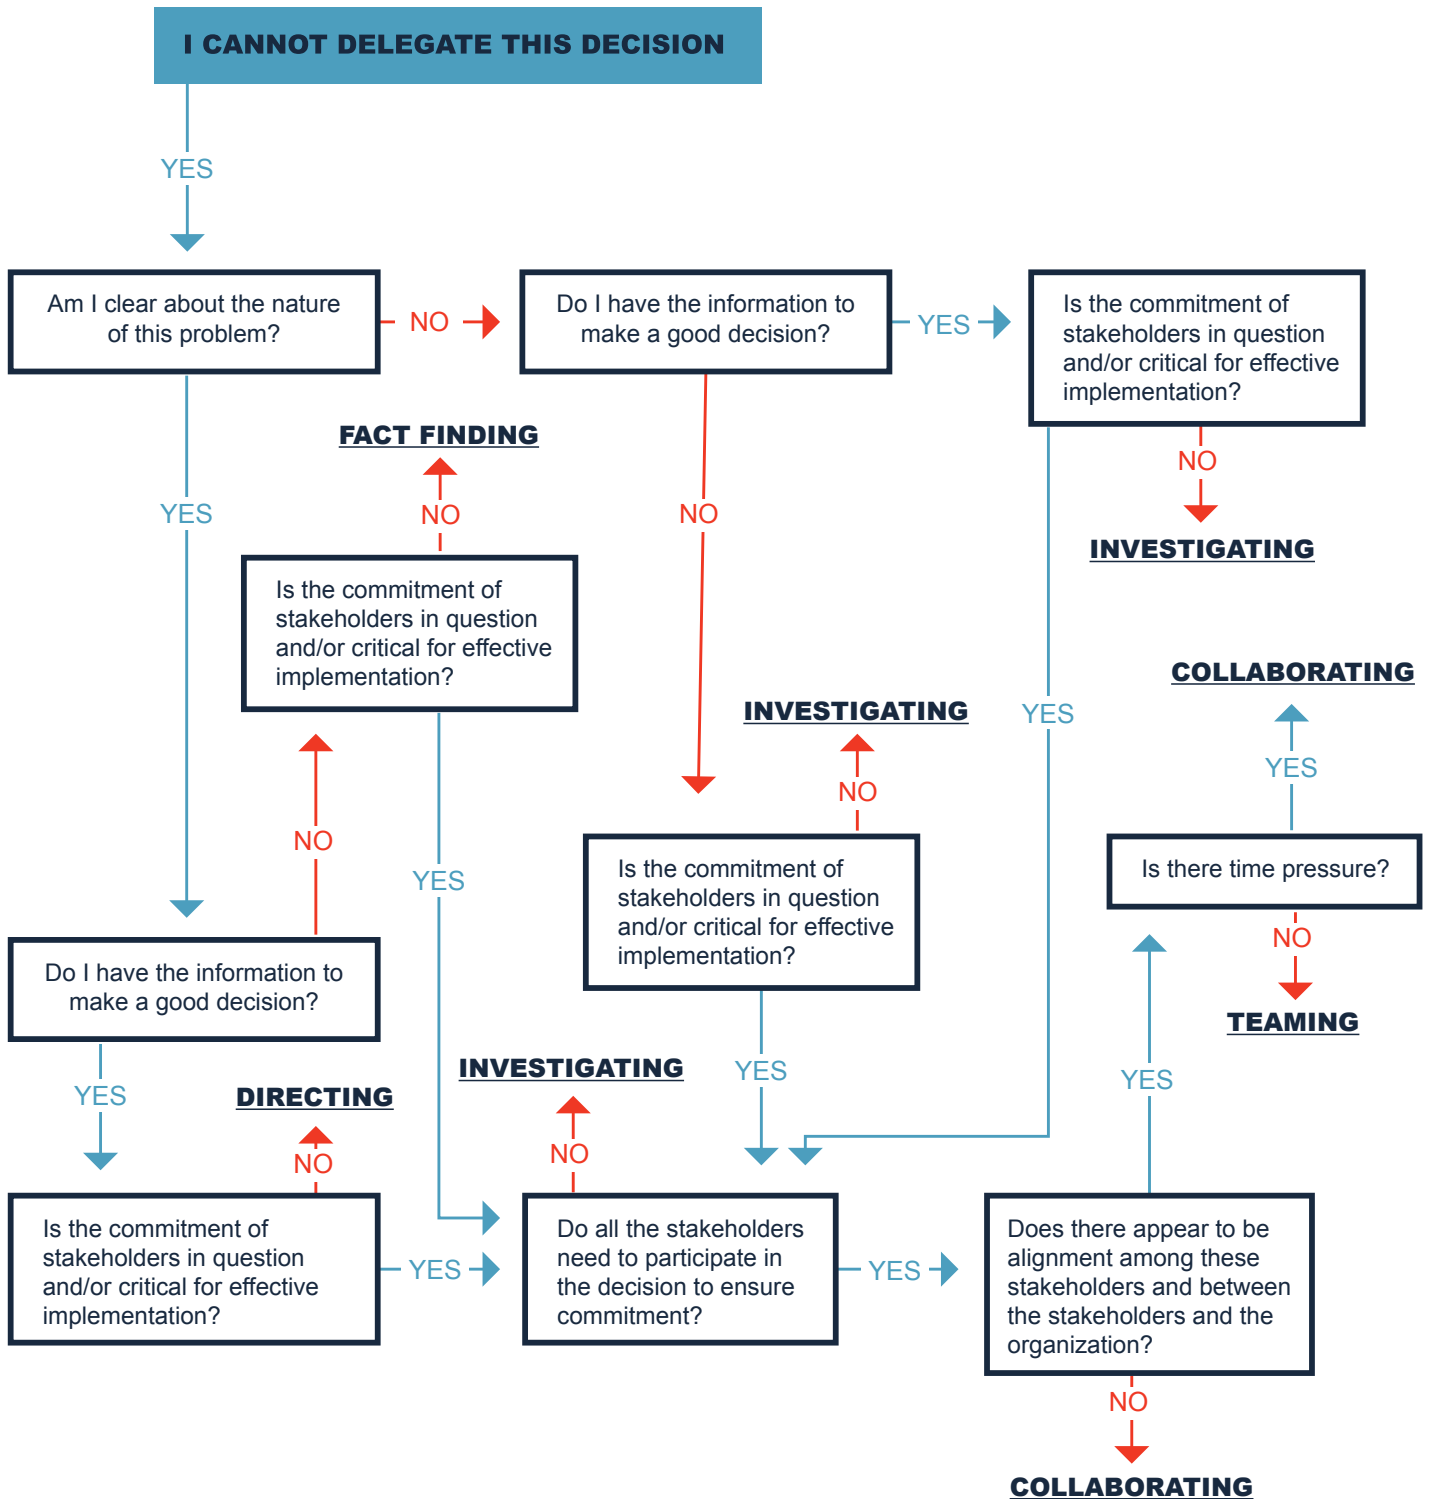 I CANNOT DELEGATE THIS DECISION
YES
Am I clear about the nature
of this problem?
NO
Do I have the information to
make a good decision?
YES
Is the commitment of
stakeholders in question
and/or critical for effective
implementation?
FACT FINDING
NO
YES
NO
NO
INVESTIGATING
Is the commitment of
stakeholders in question
and/or critical for effective
implementation?
COLLABORATING
INVESTIGATING
YES
YES
NO
NO
YES
Is the commitment of
stakeholders in question
and/or critical for effective
implementation?
Is there time pressure?
NO
Do I have the information to
make a good decision?
TEAMING
INVESTIGATING
YES
YES
YES
DIRECTING
NO
NO
Is the commitment of
stakeholders in question
and/or critical for effective
implementation?
YES
Do all the stakeholders
need to participate in
the decision to ensure
commitment?
YES
Does there appear to be
alignment among these
stakeholders and between
the stakeholders and the
organization?
NO
COLLABORATING